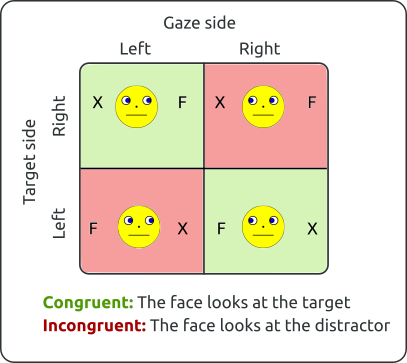 Gaze side
Left Right
Target side
Right
X F X F
Left
F X F X
Congruent: The face looks at the target
Incongruent: The face looks at the distractor